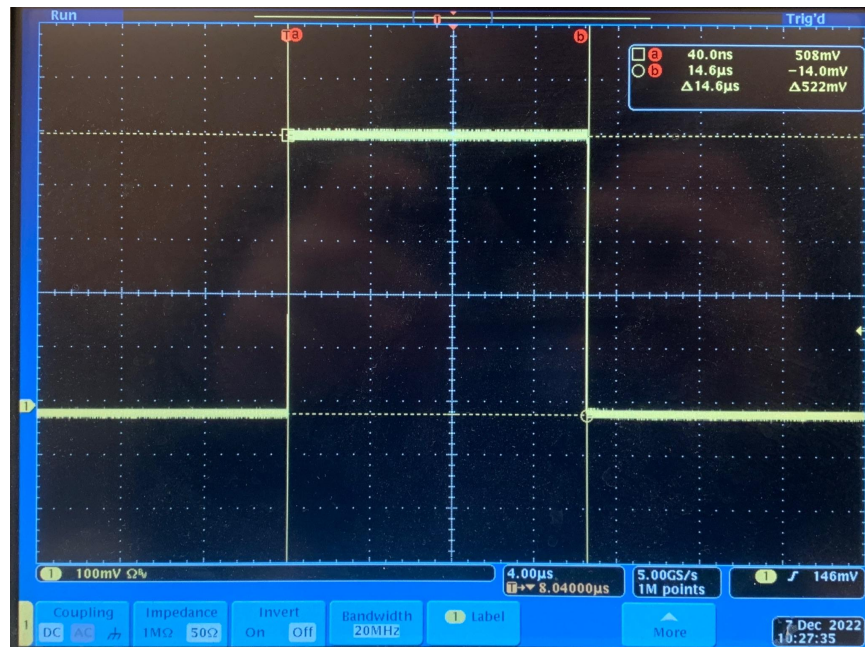 Run Trig'd
T a b
a 40.0ns 508mV
b 14.6µs −14.0mV
Δ14.6µs Δ522mV
1
1 100mV Ω
4.00µs
T→▼ 8.04000µs
5.00GS/s
1M points
1 146mV
1
Coupling
DC AC
Impedance
1MΩ 50Ω
Invert
On Off
Bandwidth
20MHz
1 Label
More
7 Dec 2022
10:27:35